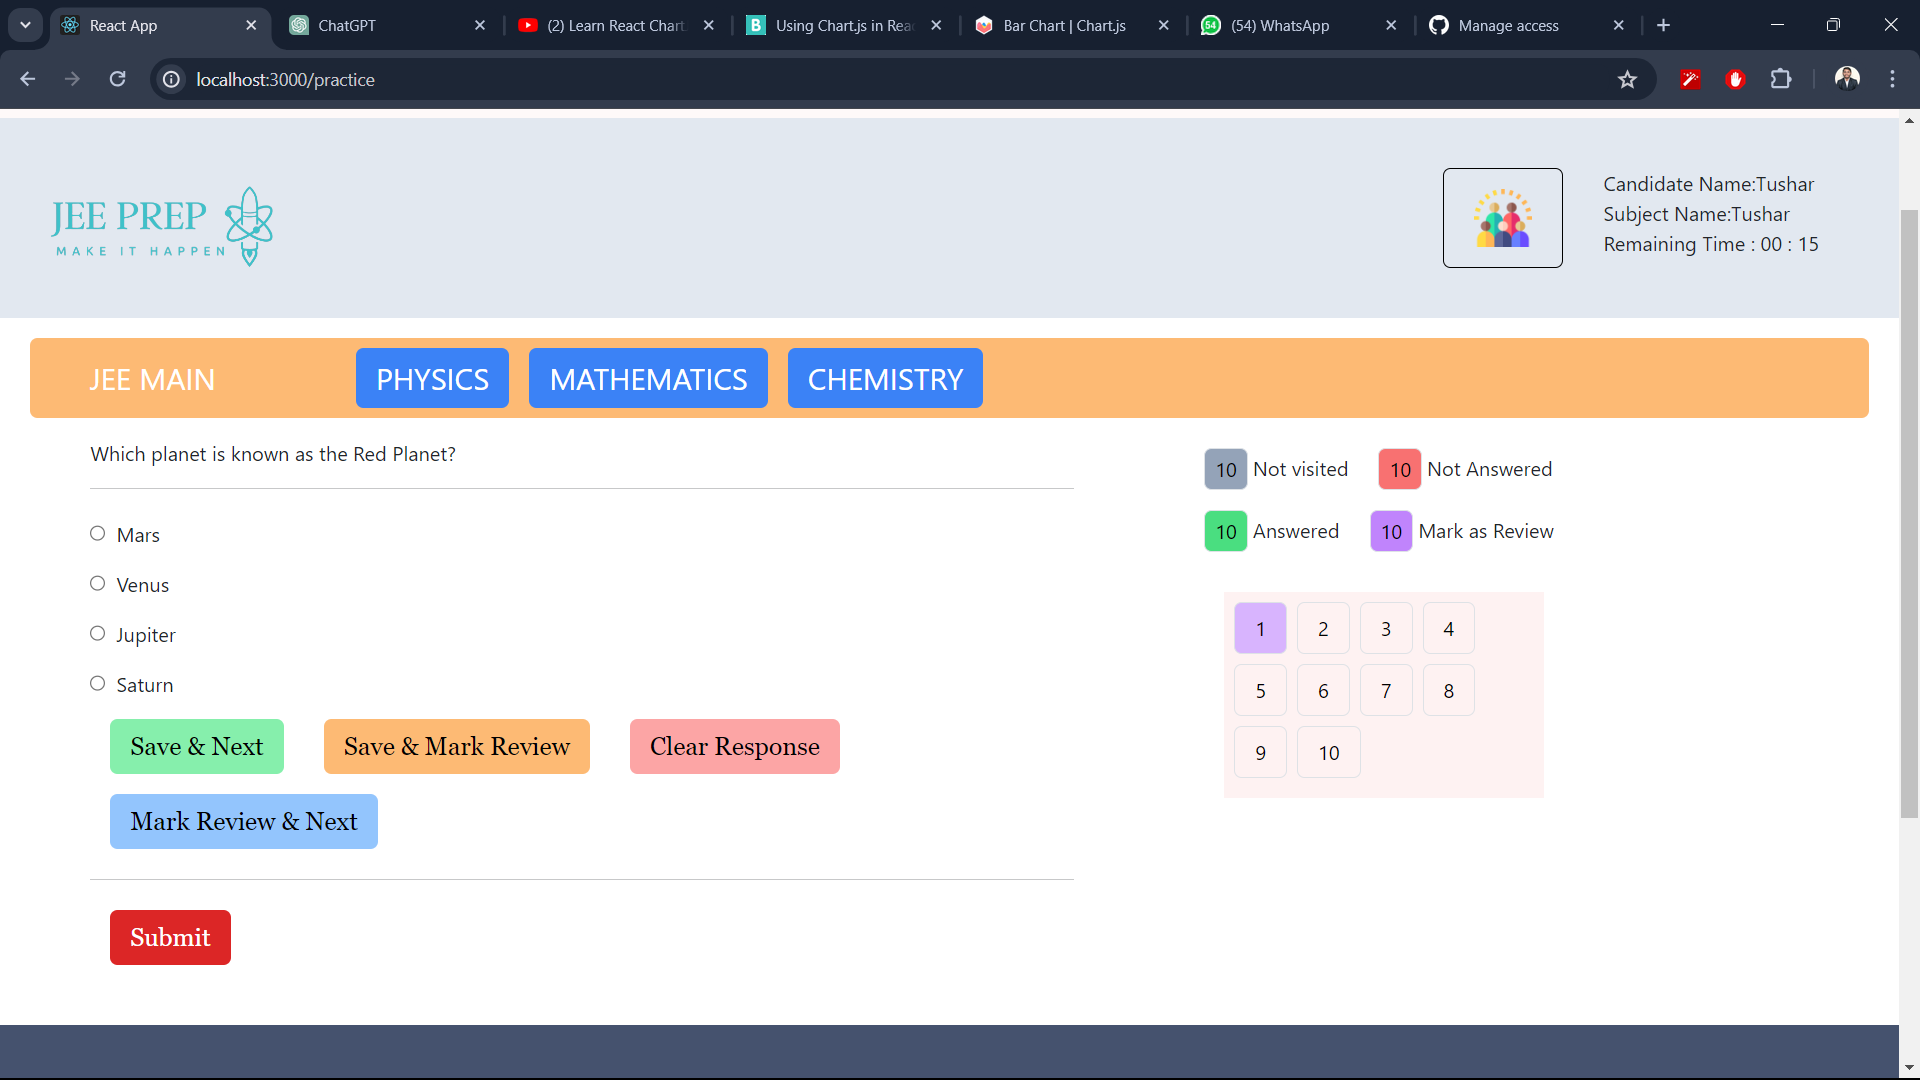 React App
ChatGPT
(2) Learn React Chart.
Using Chart.js in Rea
Bar Chart | Chart.js
54
(54) WhatsApp
Manage access
localhost:3000/practice
JEE PREP
MAKE IT HAPPEN
Candidate Name:Tushar
Subject Name:Tushar
Remaining Time : 00 : 15
JEE MAIN
PHYSICS
MATHEMATICS
CHEMISTRY
Which planet is known as the Red Planet?
Mars
Venus
Jupiter
Saturn
Save & Next
Save & Mark Review
Clear Response
Mark Review & Next
Submit
10 Not visited
10 Not Answered
10 Answered
10 Mark as Review
1 2 3 4
5 6 7 8
9 10